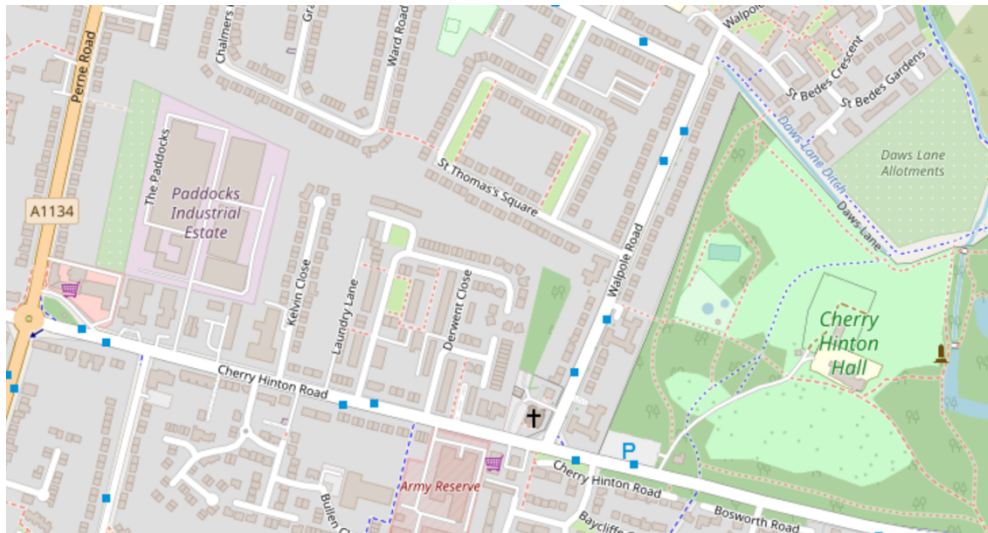 Perne Road
Chalmers
Ward Road
Walpole
St Bedes Crescent
St Bedes Gardens
Daws Lane Ditch
Daws Lane
Allotments
The Paddocks
Paddocks
Industrial
Estate
St Thomas's Square
A1134
Daws Lane
Walpole Road
Kelvin Close
Laundry Lane
Derwent Close
Cherry
Hinton
Hall
Cherry Hinton Road
P
Army Reserve
Cherry Hinton Road
Bullen
Baycliffe
Bosworth Road